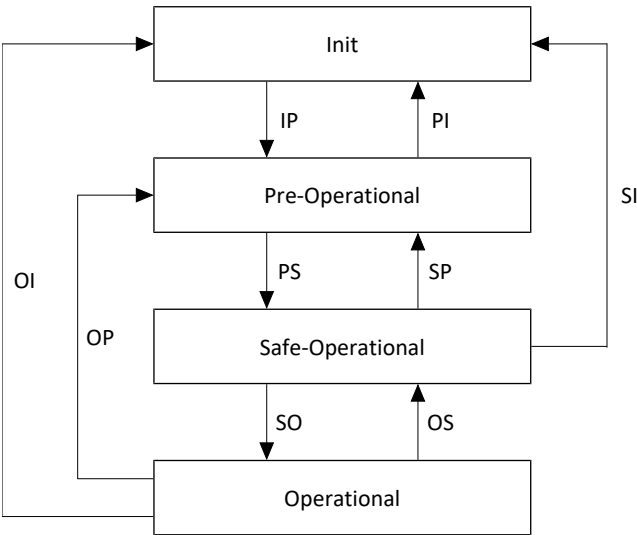 Init
IP
PI
Pre-Operational
SI
PS
SP
OI
OP
Safe-Operational
SO
OS
Operational